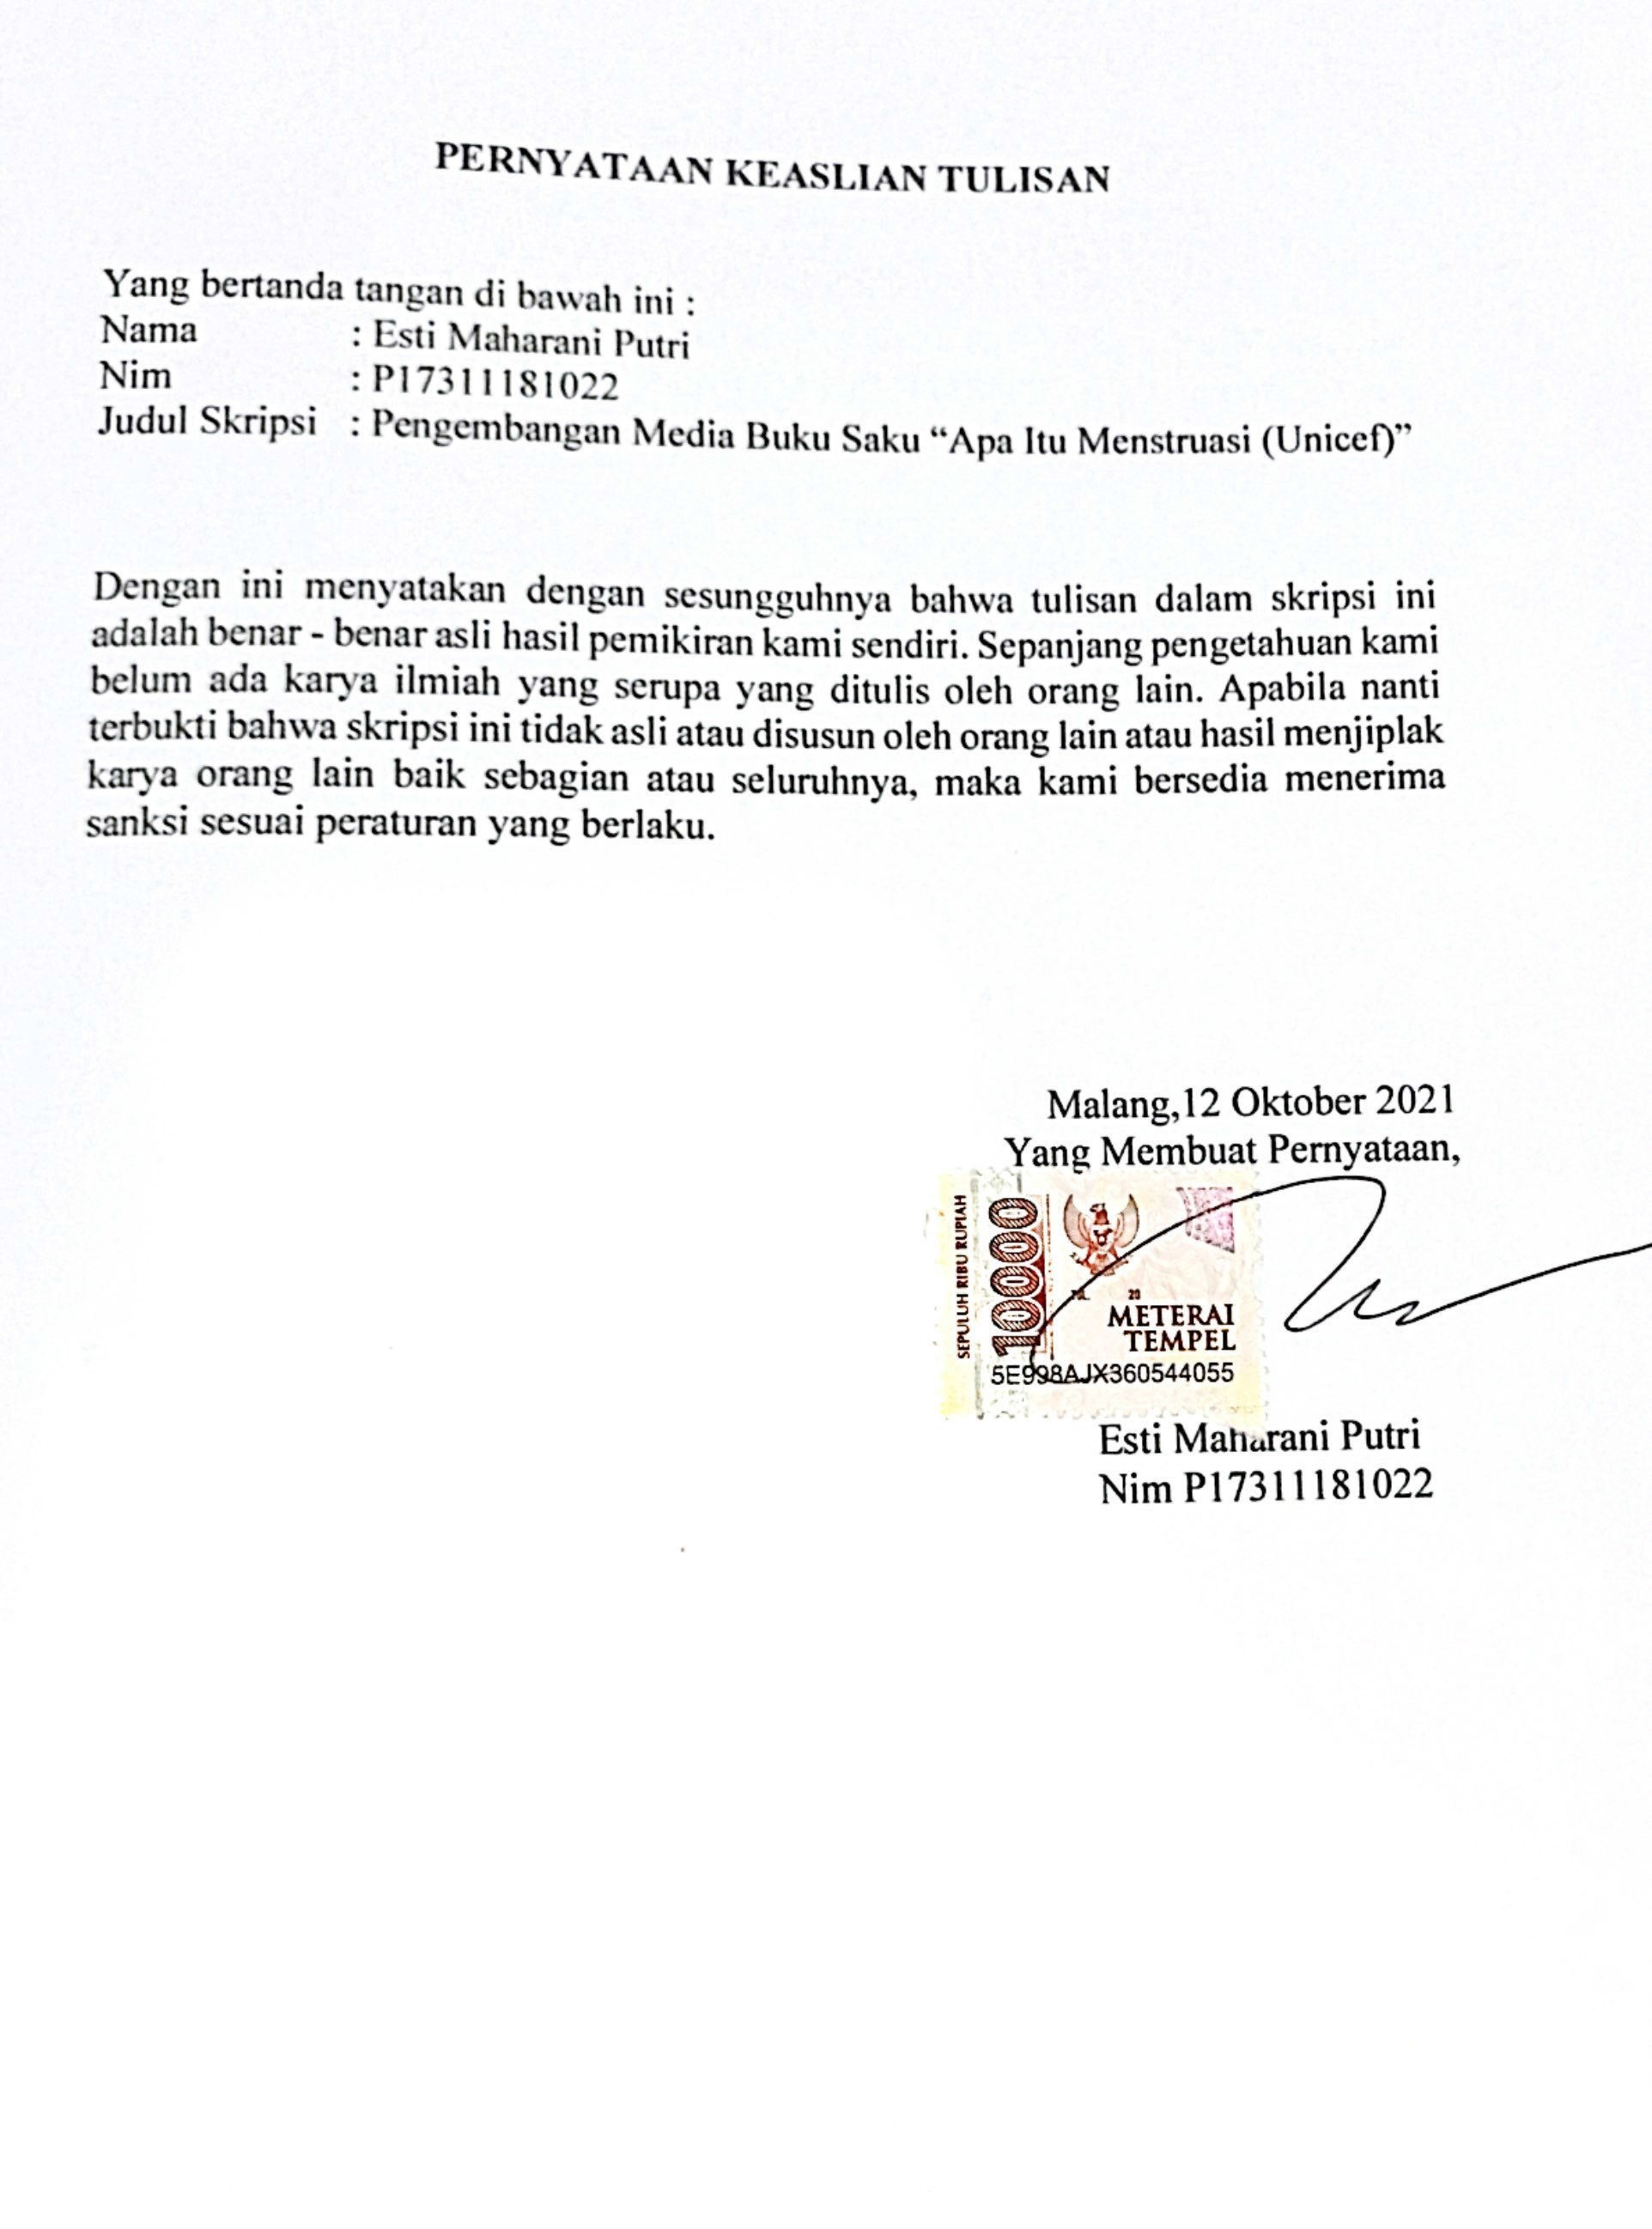 PERNYATAAN KEASLIAN TULISAN
Yang bertanda tangan di bawah ini :
Nama : Esti Maharani Putri
Nim : P17311181022
Judul Skripsi : Pengembangan Media Buku Saku “Apa Itu Menstruasi (Unicef)”
Dengan ini menyatakan dengan sesungguhnya bahwa tulisan dalam skripsi ini
adalah benar - benar asli hasil pemikiran kami sendiri. Sepanjang pengetahuan kami
belum ada karya ilmiah yang serupa yang ditulis oleh orang lain. Apabila nanti
terbukti bahwa skripsi ini tidak asli atau disusun oleh orang lain atau hasil menjiplak
karya orang lain baik sebagian atau seluruhnya, maka kami bersedia menerima
sanksi sesuai peraturan yang berlaku.
Malang,12 Oktober 2021
Yang Membuat Pernyataan,
SEPULUH RIBU RUPIAH
10000
20
METERAI
TEMPEL
5E998AJX360544055
Esti Maharani Putri
Nim P17311181022